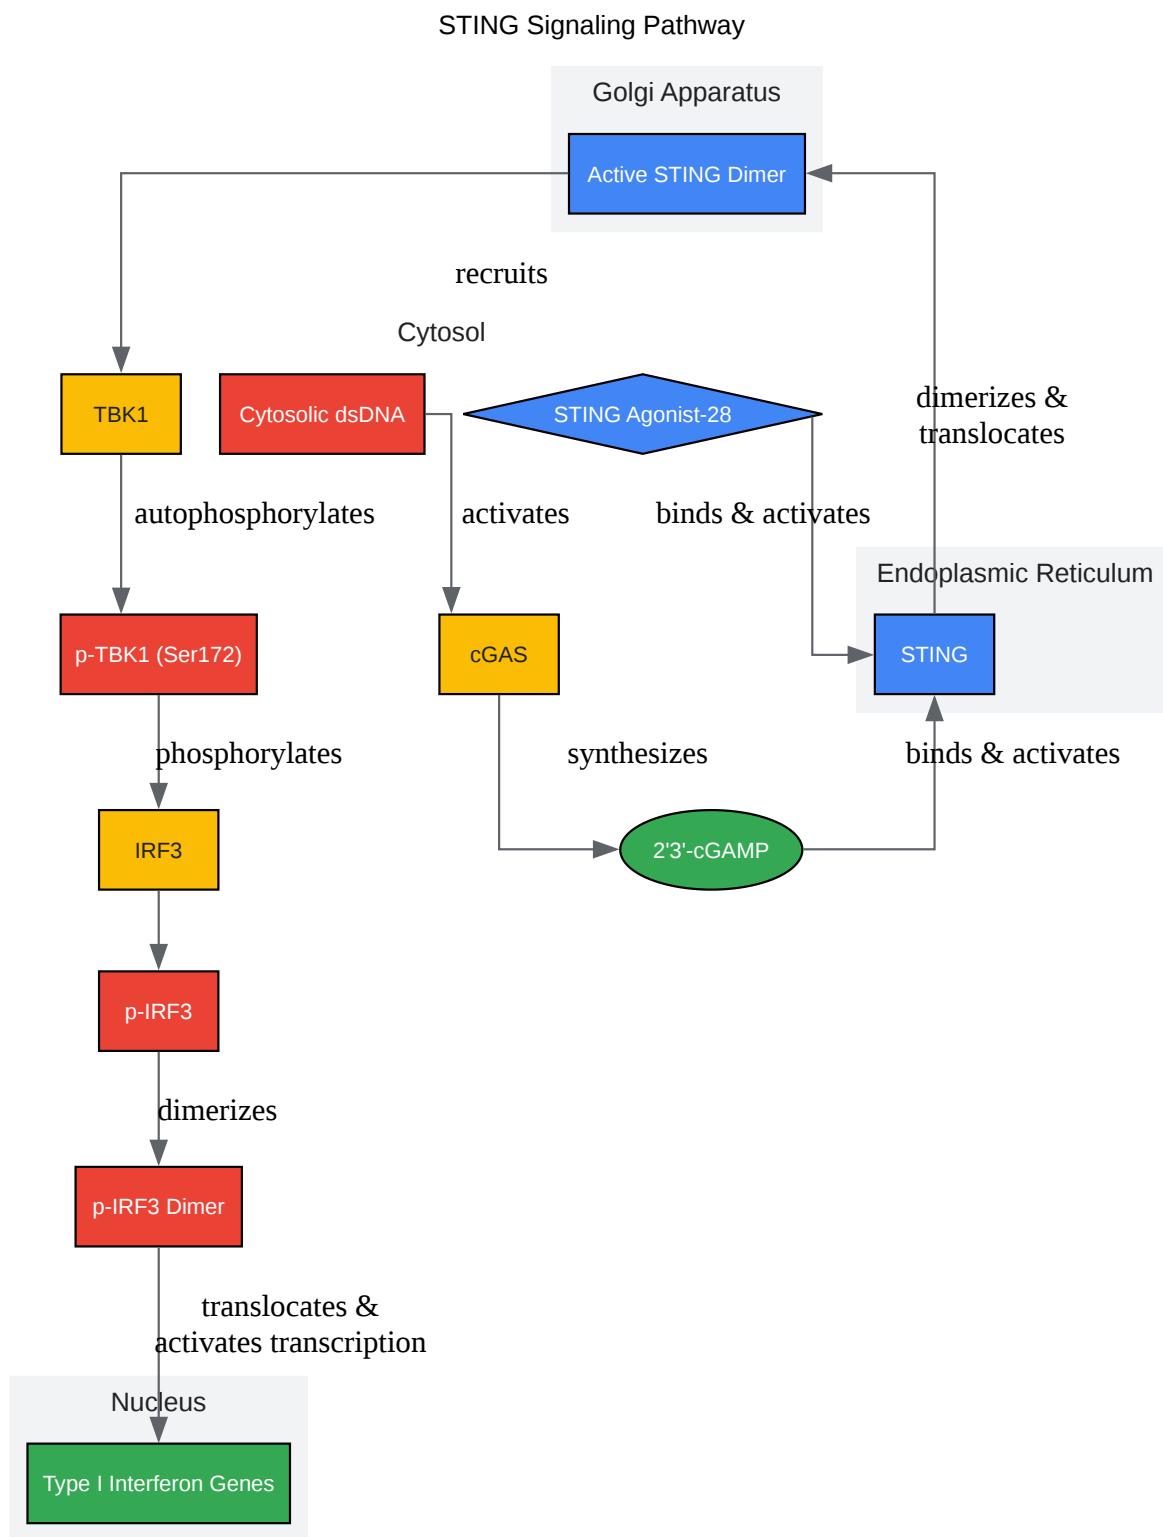 STING Signaling Pathway
Golgi Apparatus
Active STING Dimer
recruits
Cytosol
TBK1
Cytosolic dsDNA
STING Agonist-28
dimerizes &
translocates
autophosphorylates
activates
binds & activates
Endoplasmic Reticulum
p-TBK1 (Ser172)
cGAS
STING
phosphorylates
synthesizes
binds & activates
IRF3
2'3'-cGAMP
p-IRF3
dimerizes
p-IRF3 Dimer
translocates &
activates transcription
Nucleus
Type I Interferon Genes